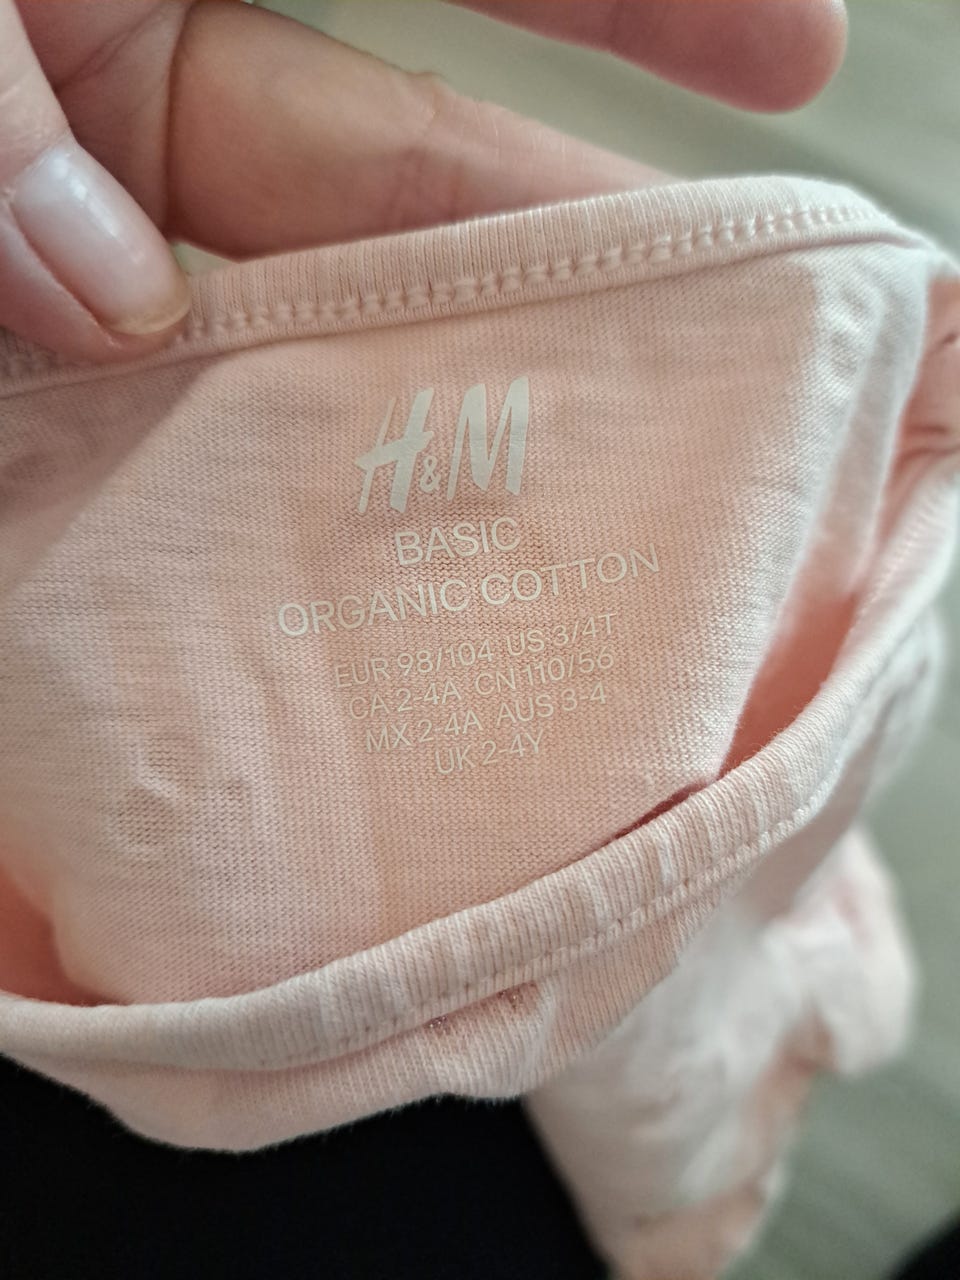 H&M
BASIC
ORGANIC COTTON
EUR 98/104 US 3/4T
CA 2-4A CN 110/56
MX 2-4A AUS 3-4
UK 2-4Y